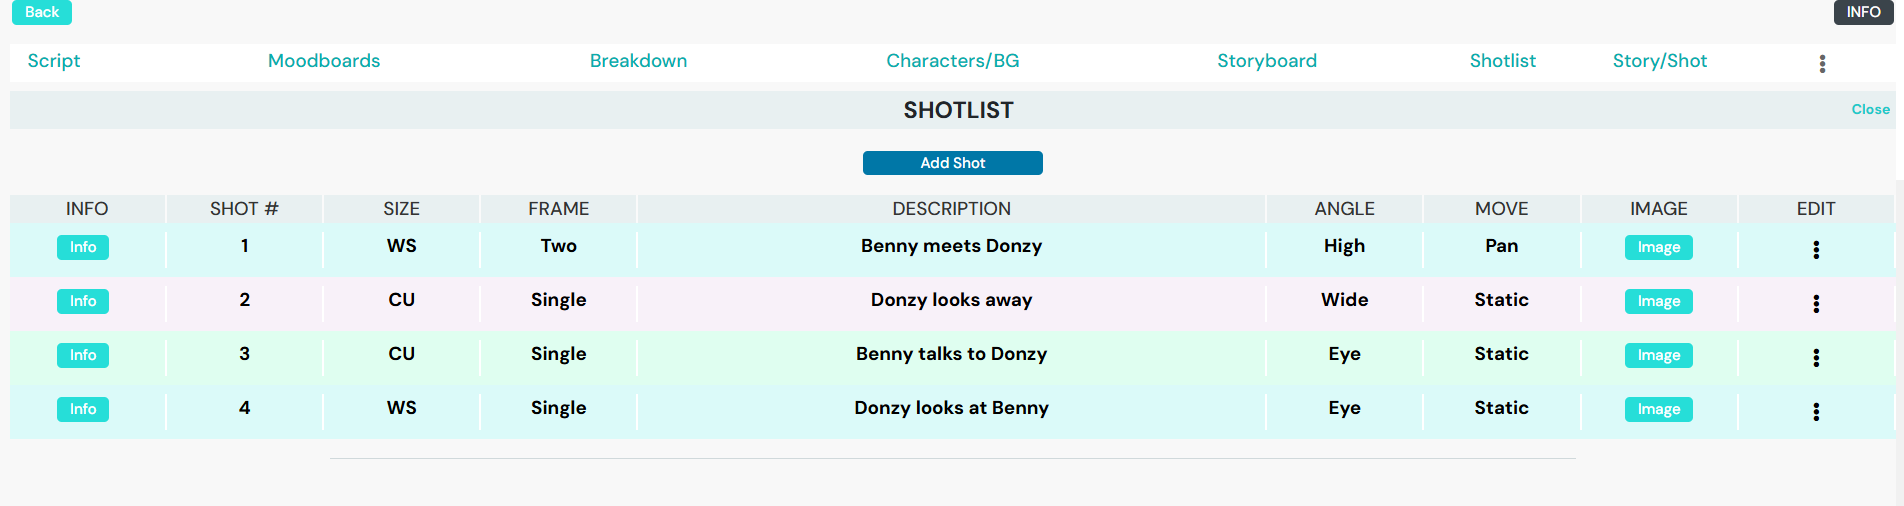 Back INFO
Script Moodboards Breakdown Characters/BG Storyboard Shotlist Story/Shot
SHOTLIST Close
Add Shot
INFO SHOT # SIZE FRAME DESCRIPTION ANGLE MOVE IMAGE EDIT
Info 1 WS Two Benny meets Donzy High Pan Image
Info 2 CU Single Donzy looks away Wide Static Image
Info 3 CU Single Benny talks to Donzy Eye Static Image
Info 4 WS Single Donzy looks at Benny Eye Static Image